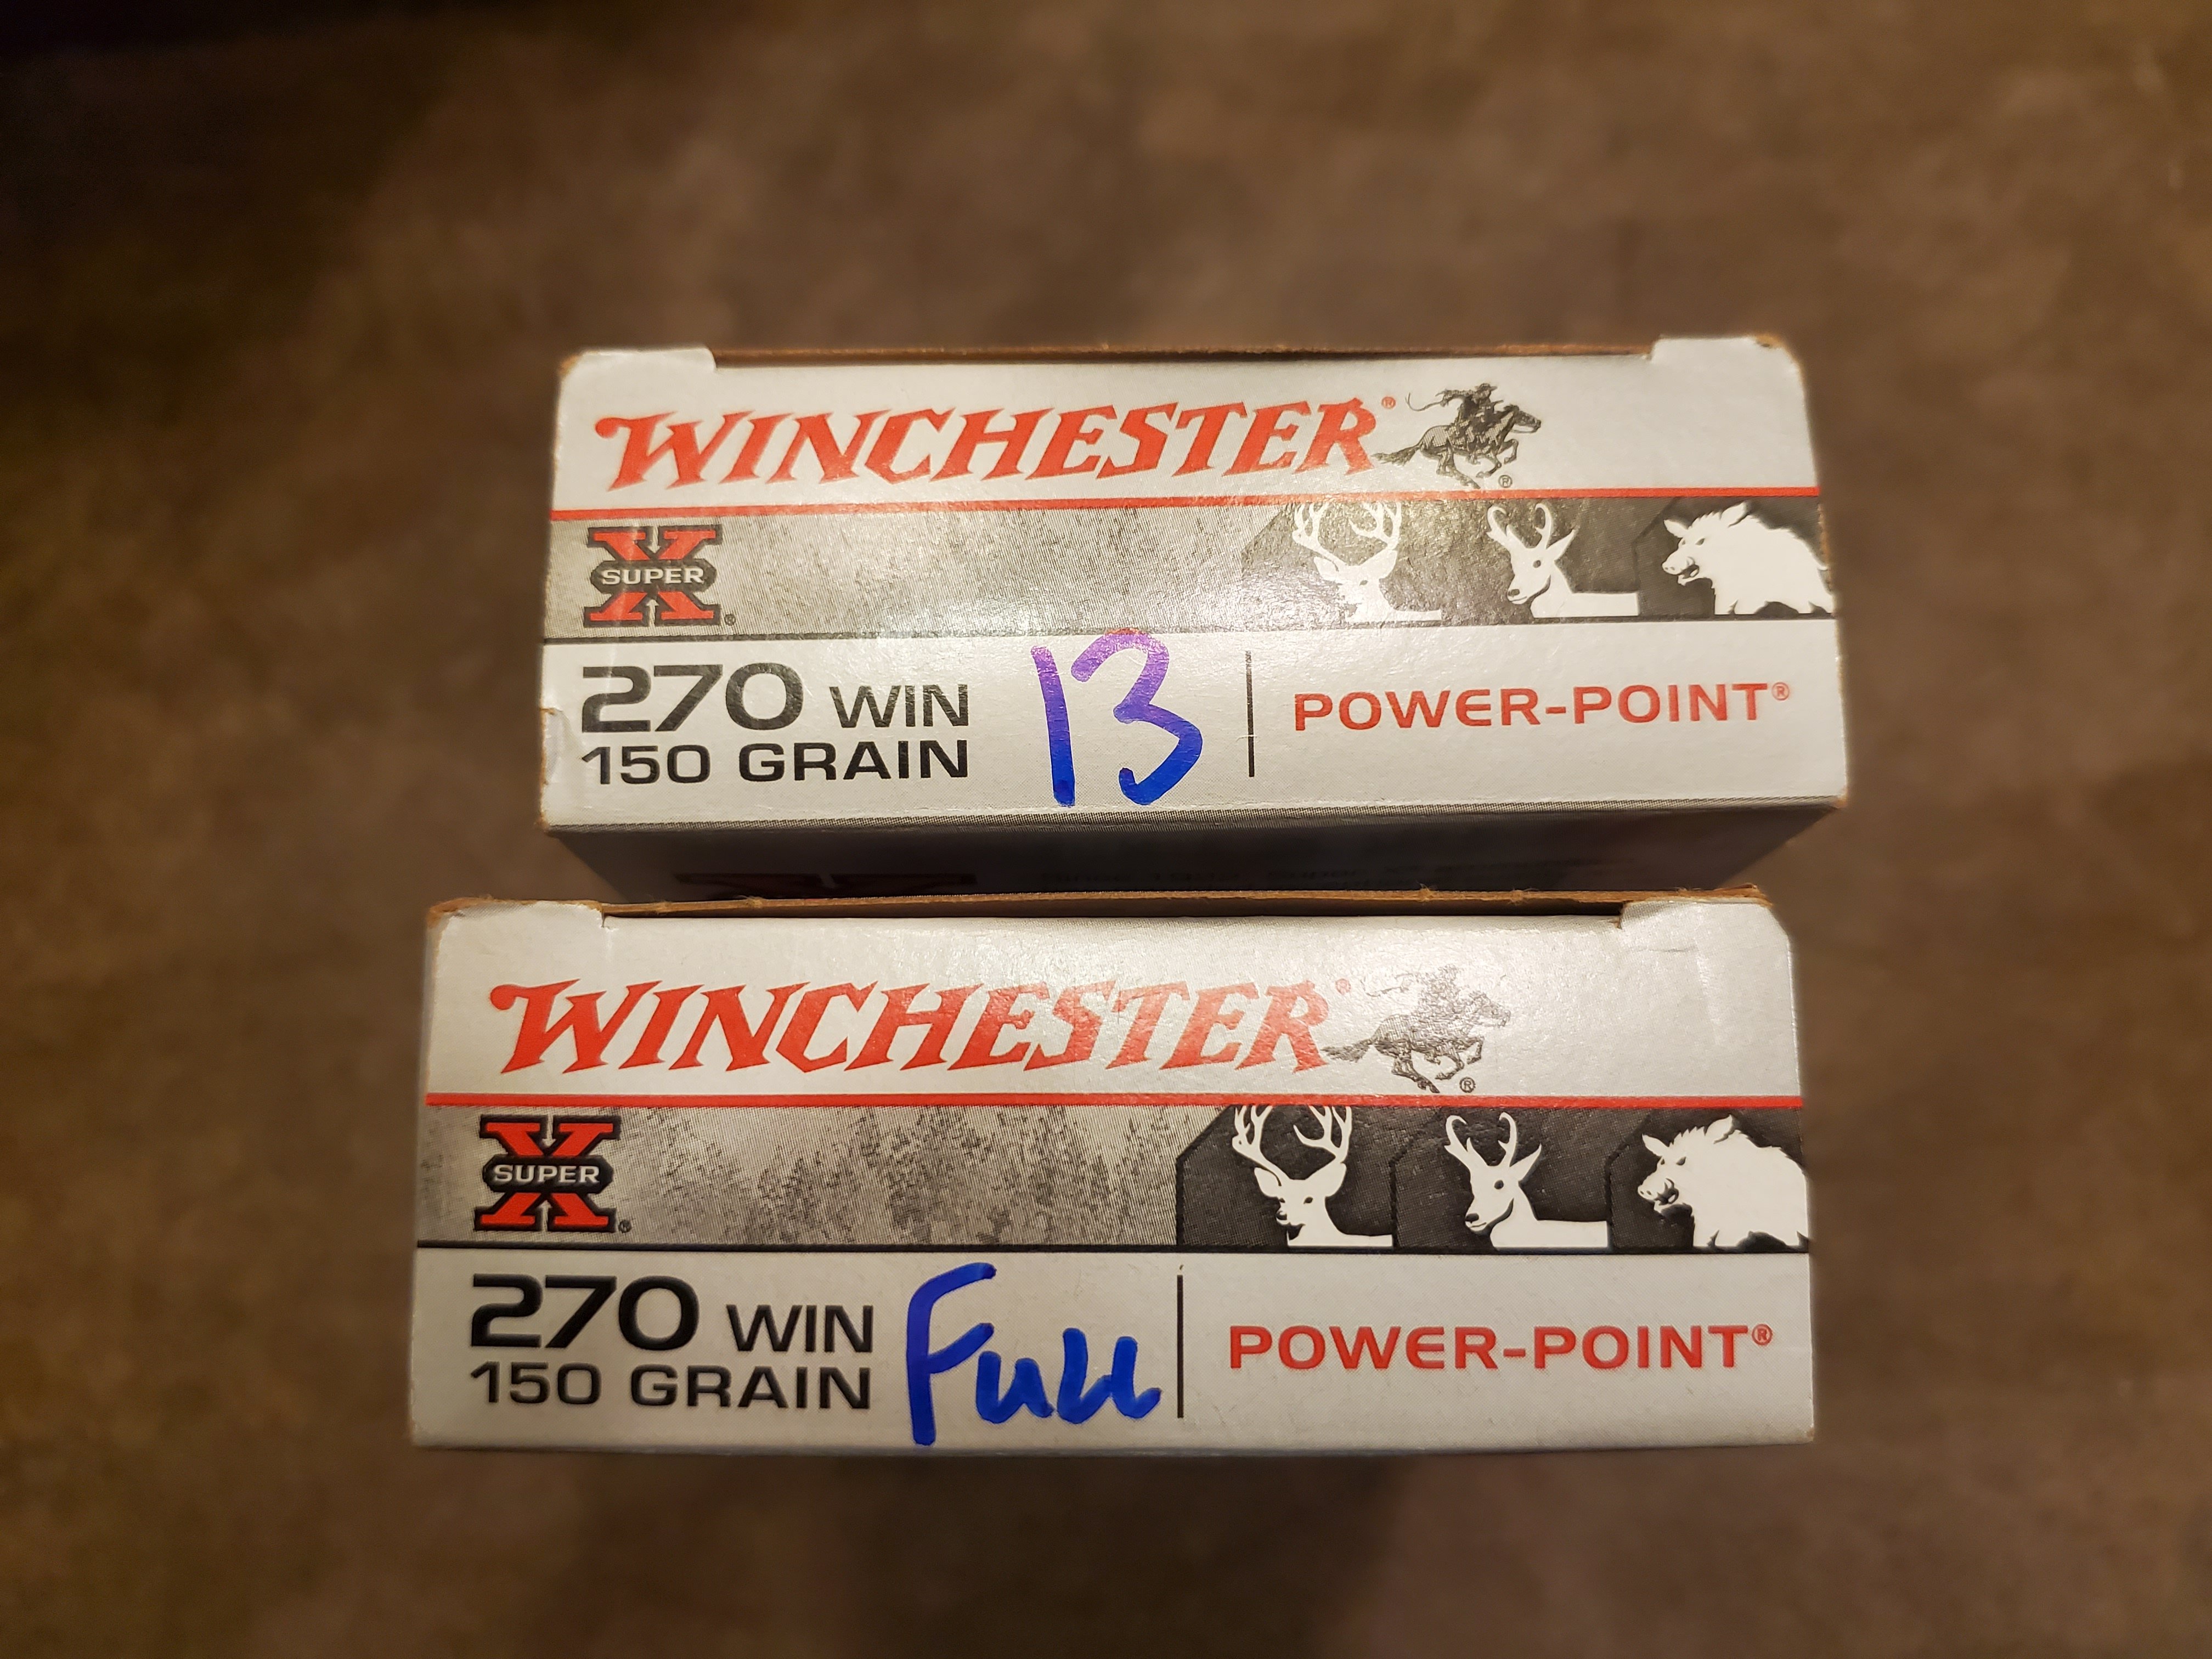 WINCHESTER®
X SUPER®
270 WIN 13 POWER-POINT®
150 GRAIN
WINCHESTER®
X SUPER®
270 WIN Full POWER-POINT®
150 GRAIN